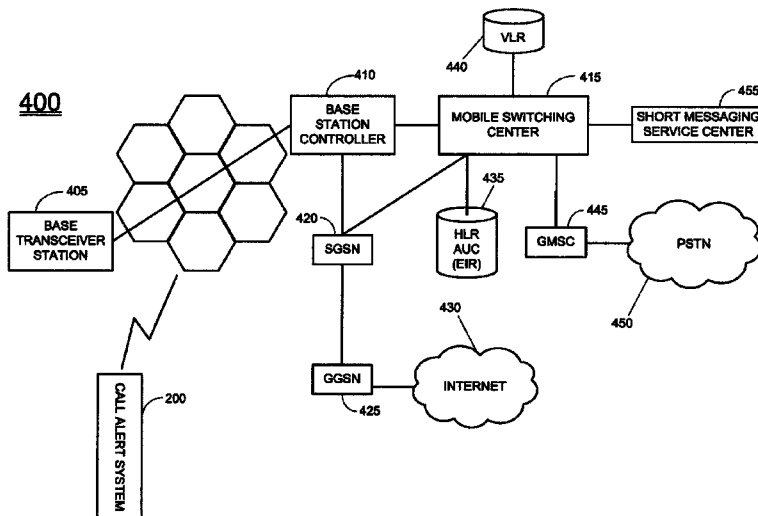 400
VLR
440
410
415
455
BASE
STATION
CONTROLLER
MOBILE SWITCHING
CENTER
SHORT MESSAGING
SERVICE CENTER
405
BASE
TRANSCEIVER
STATION
420
SGSN
435
HLR
AUC
(EIR)
445
GMSC
PSTN
450
430
GGSN
425
INTERNET
CALL ALERT SYSTEM
200